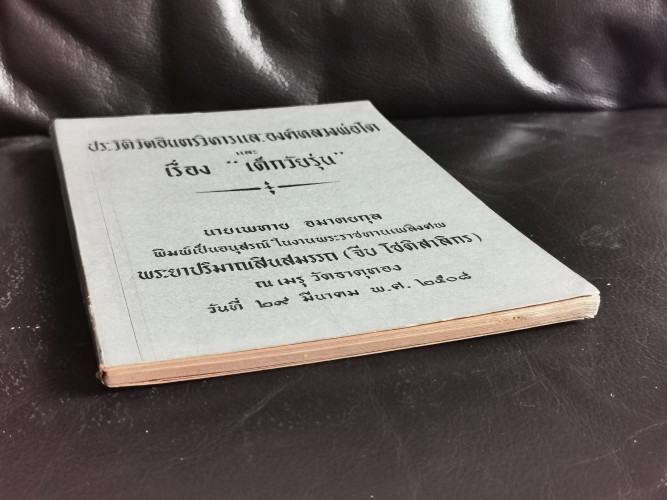 ประวัติวัดอินทรวิหารและองค์หลวงพ่อโต
และ
เรื่อง “เด็กวัยรุ่น”
นายเพทาย อมาตยกุล
พิมพ์เป็นอนุสรณ์ในงานพระราชทานเพลิงศพ
พระยาปริมาณสินสมรรถ (จีบ โชติสาลิกร)
ณ เมรุ วัดธาตุทอง
วันที่ ๒๙ มีนาคม พ.ศ. ๒๕๐๘